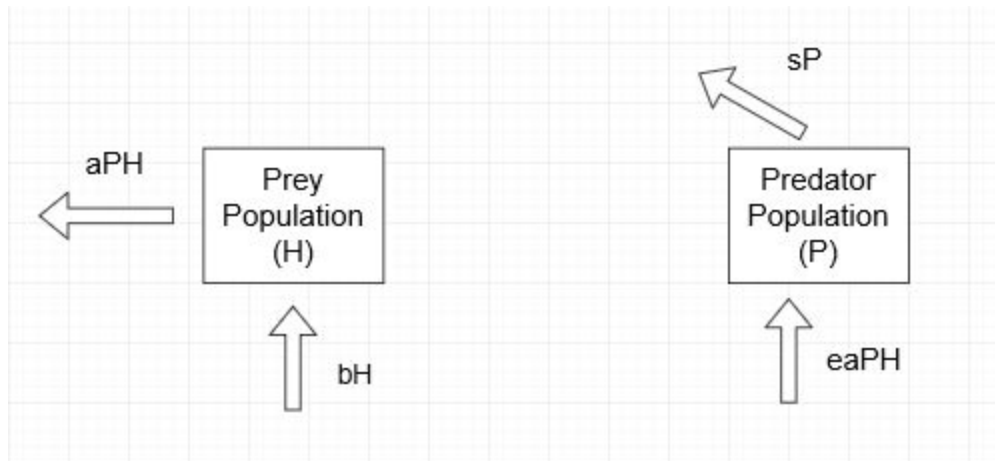 sP
aPH
Prey
Population
(H)
Predator
Population
(P)
bH
eaPH